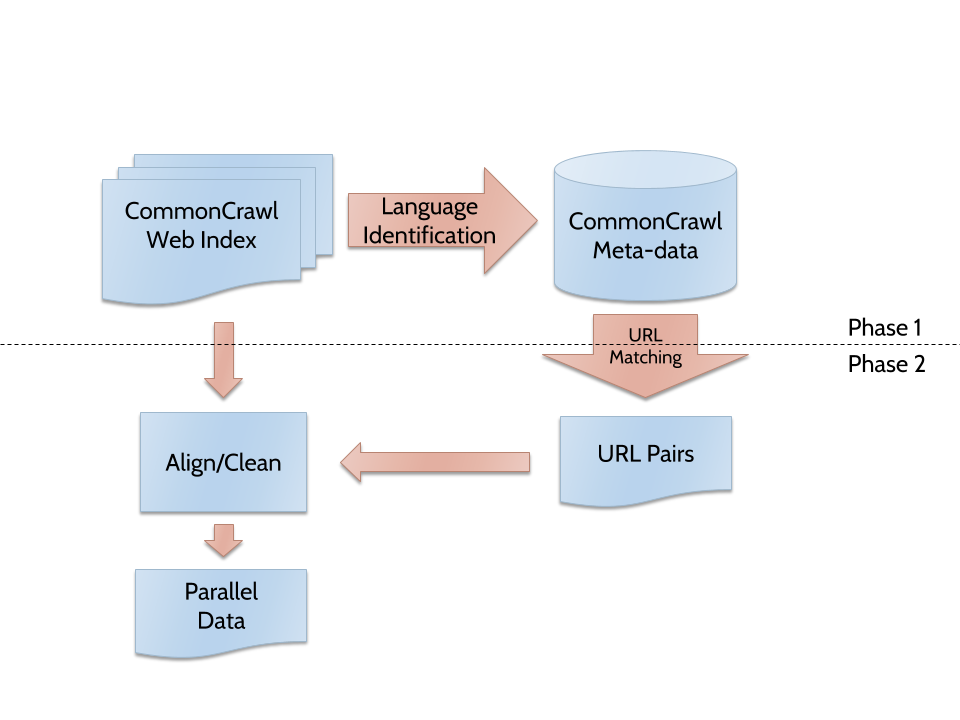 CommonCrawl
Web Index
Language
Identification
CommonCrawl
Meta-data
URL
Matching
Phase 1
Phase 2
Align/Clean
URL Pairs
Parallel
Data